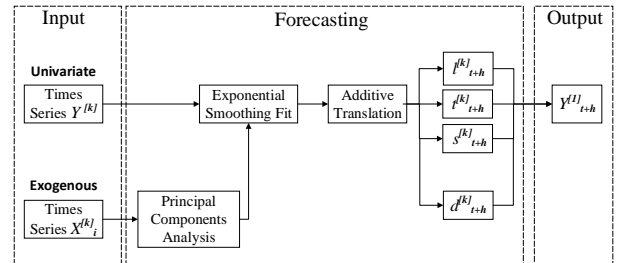 Input
Forecasting
Output
Univariate
Times
Series Y[k]
Exponential
Smoothing Fit
Additive
Translation
l[k]t+h
t[k]t+h
s[k]t+h
d[k]t+h
Y[1]t+h
Exogenous
Times
Series X[k]i
Principal
Components
Analysis